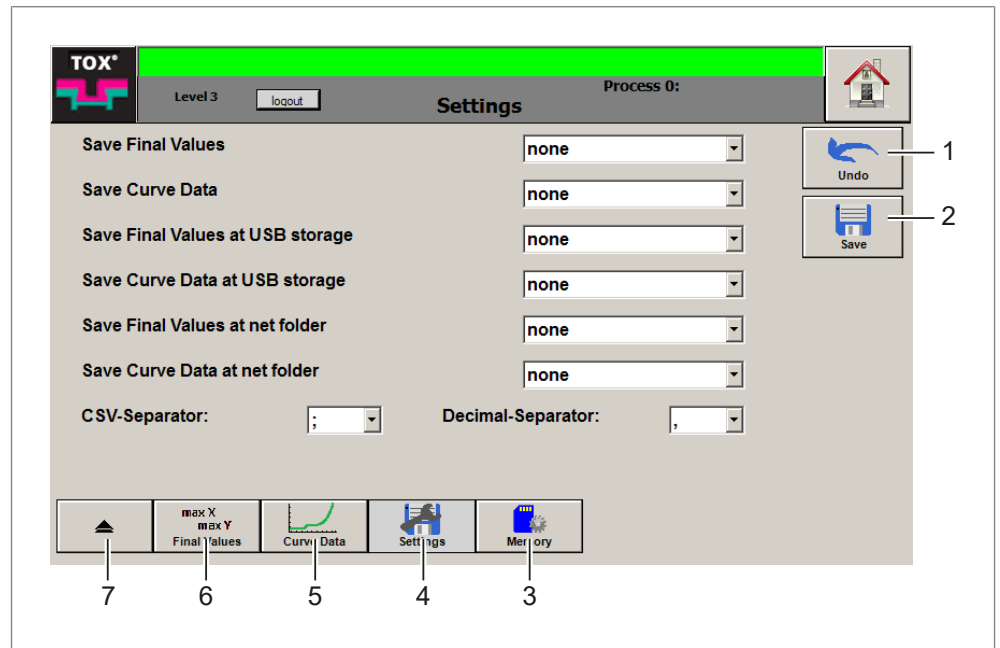 TOX®
Level 3
logout
Settings
Process 0:
Save Final Values
none
1
Undo
Save Curve Data
none
2
Save
Save Final Values at USB storage
none
Save Curve Data at USB storage
none
Save Final Values at net folder
none
Save Curve Data at net folder
none
CSV-Separator:
;
Decimal-Separator:
,
max X
max Y
Final Values
Curve Data
Settings
Memory
7
6
5
4
3